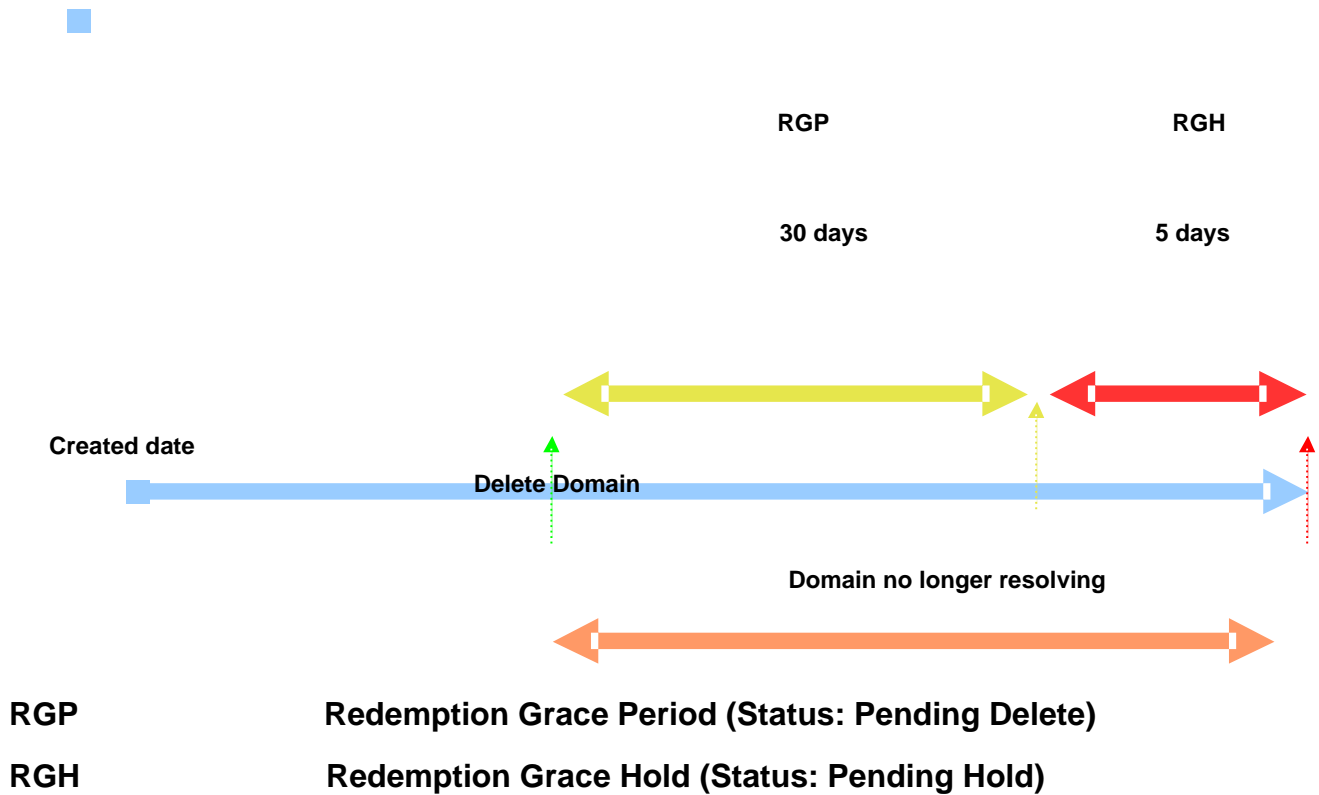 RGP RGH
30 days 5 days
Created date
Delete Domain
Domain no longer resolving
RGP Redemption Grace Period (Status: Pending Delete)
RGH Redemption Grace Hold (Status: Pending Hold)